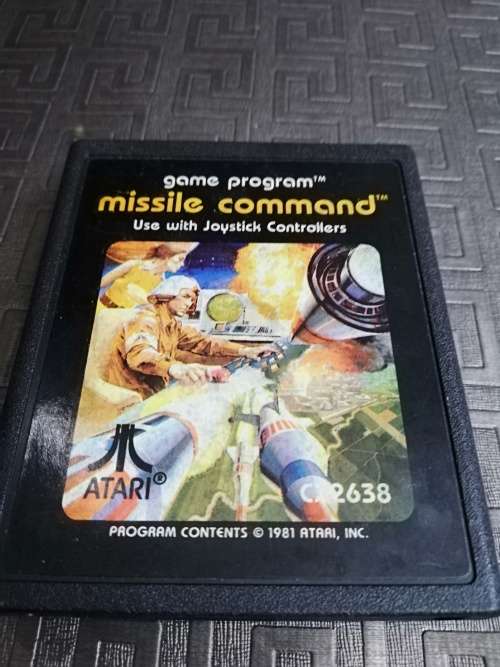 game program™
missile command™
Use with Joystick Controllers
ATARI®
CX2638
PROGRAM CONTENTS © 1981 ATARI, INC.